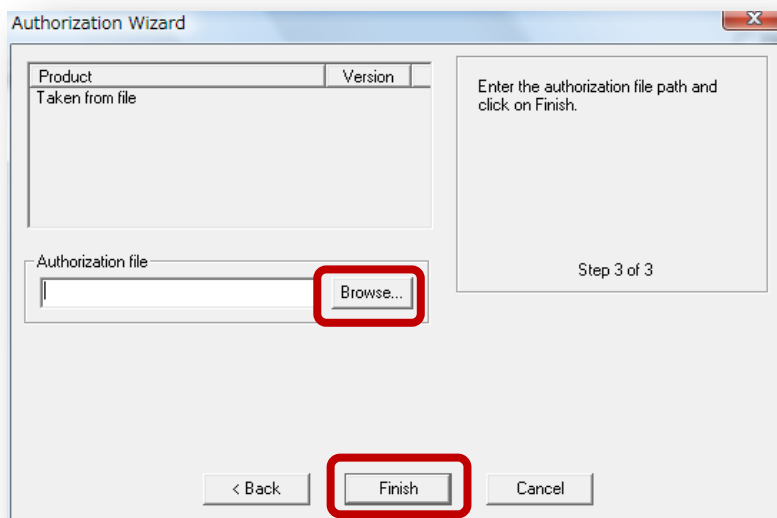 Authorization Wizard
Product Version
Taken from file
Enter the authorization file path and
click on Finish.
Authorization file
Browse...
Step 3 of 3
< Back Finish Cancel